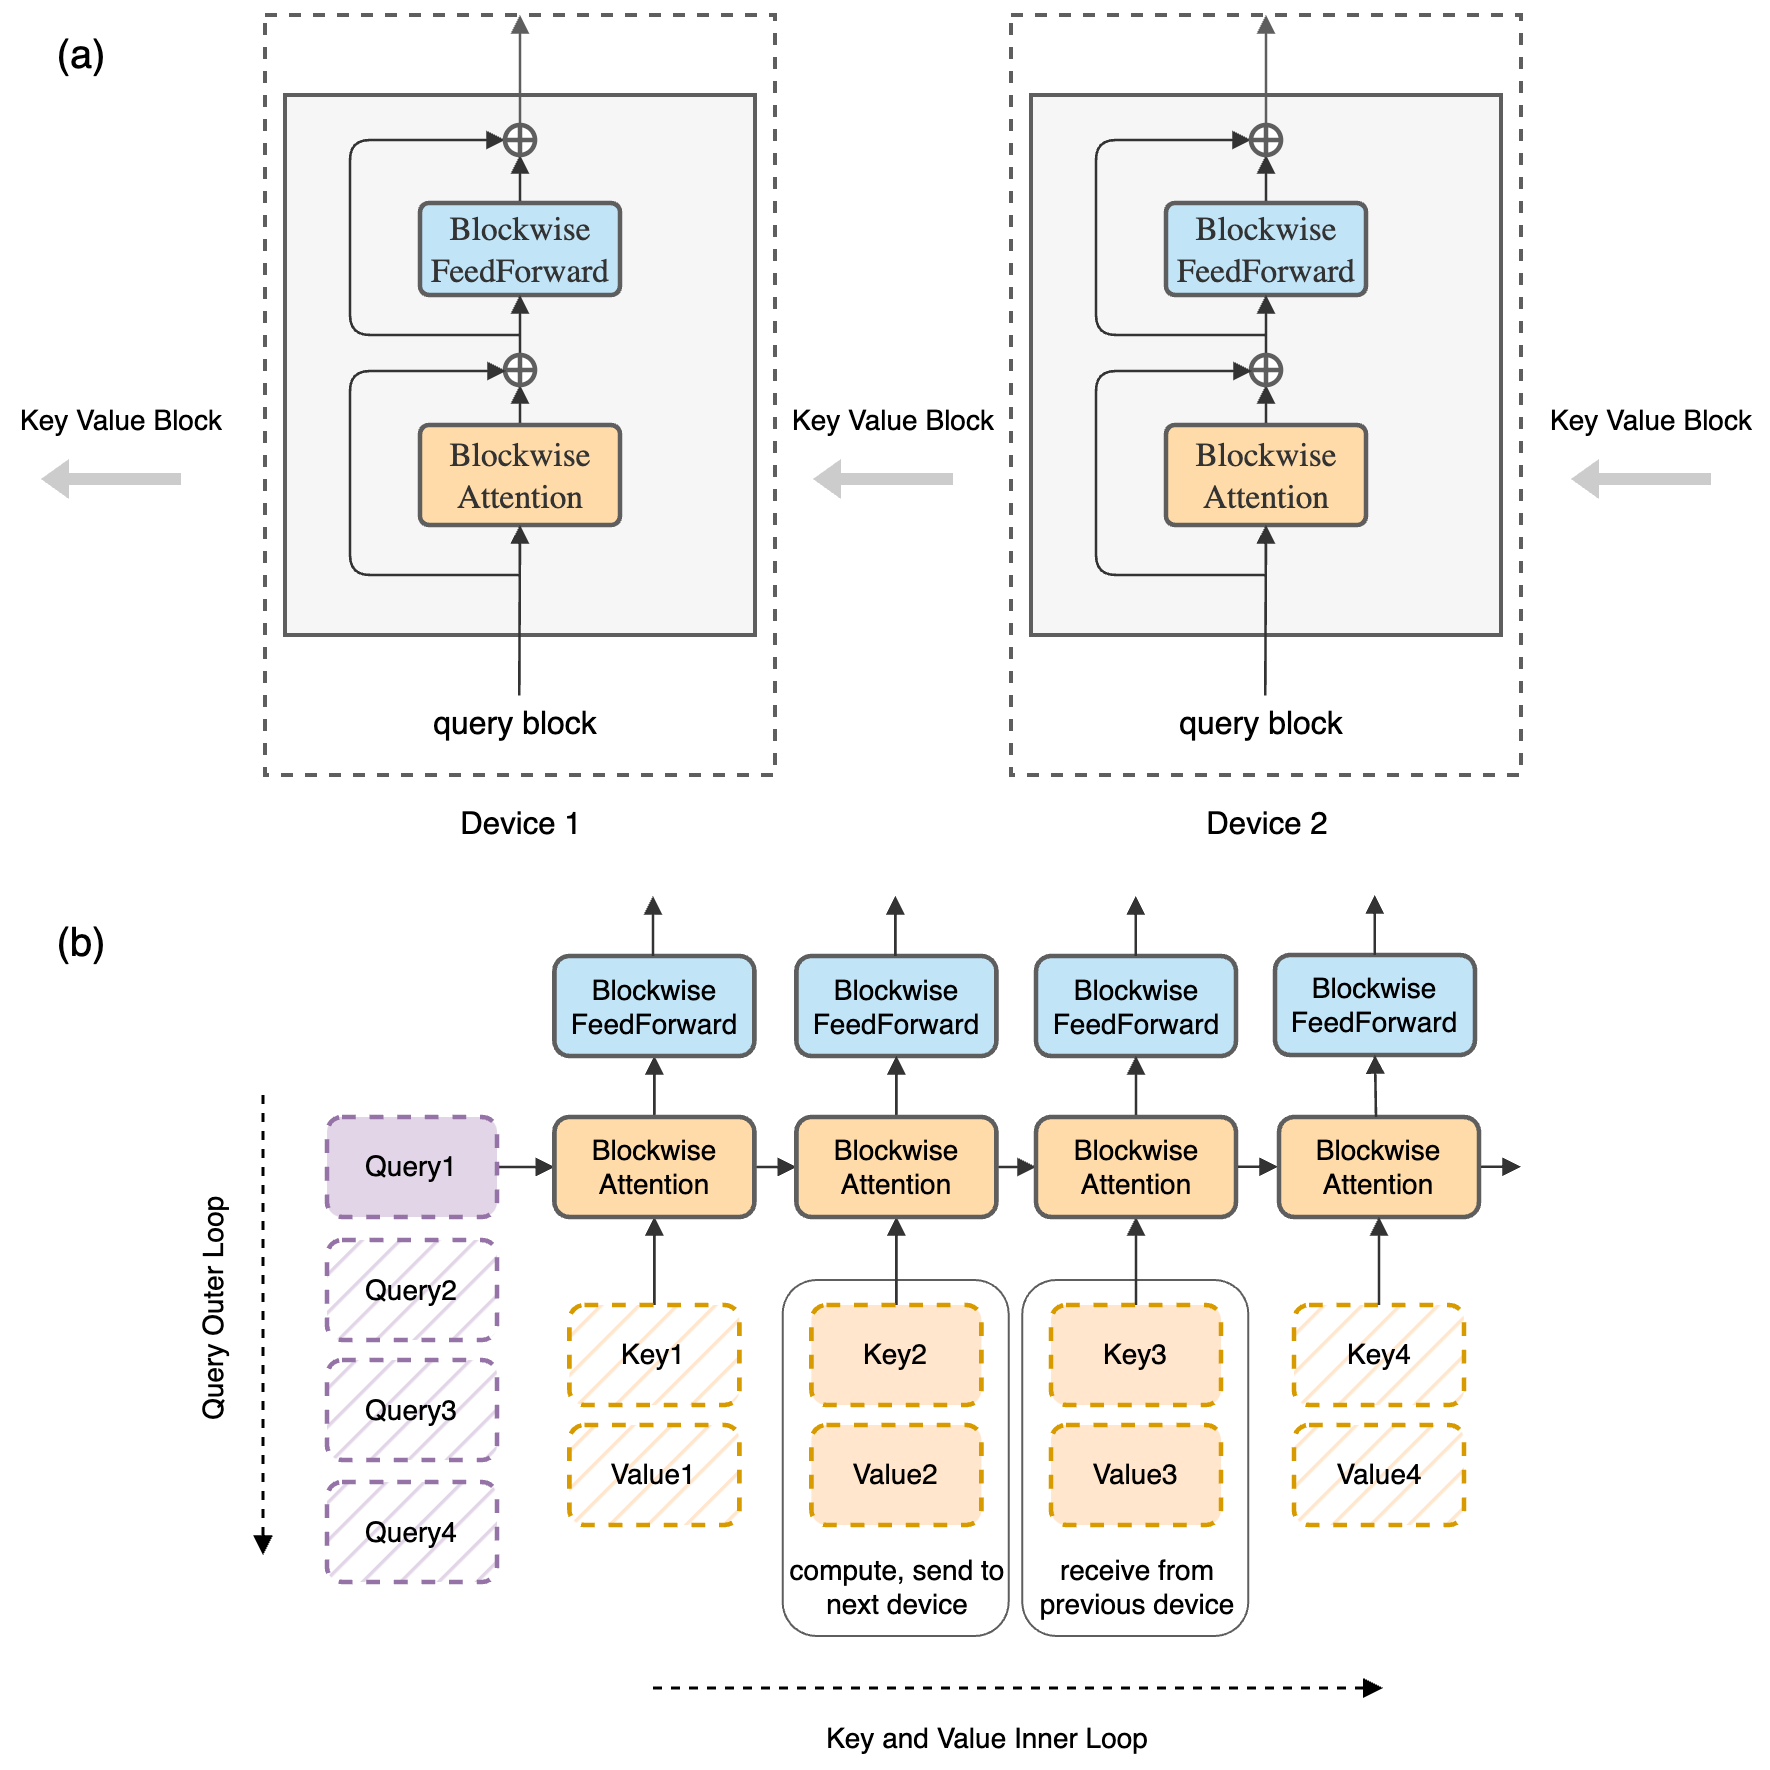 (a)
Blockwise
FeedForward
Blockwise
Attention
query block
Device 1
Blockwise
FeedForward
Blockwise
Attention
query block
Device 2
Key Value Block
Key Value Block
Key Value Block
(b)
Blockwise
FeedForward
Blockwise
FeedForward
Blockwise
FeedForward
Blockwise
FeedForward
Query Outer Loop
Query1
Query2
Query3
Query4
Blockwise
Attention
Blockwise
Attention
Blockwise
Attention
Blockwise
Attention
Key1
Value1
Key2
Value2
compute, send to
next device
Key3
Value3
receive from
previous device
Key4
Value4
Key and Value Inner Loop